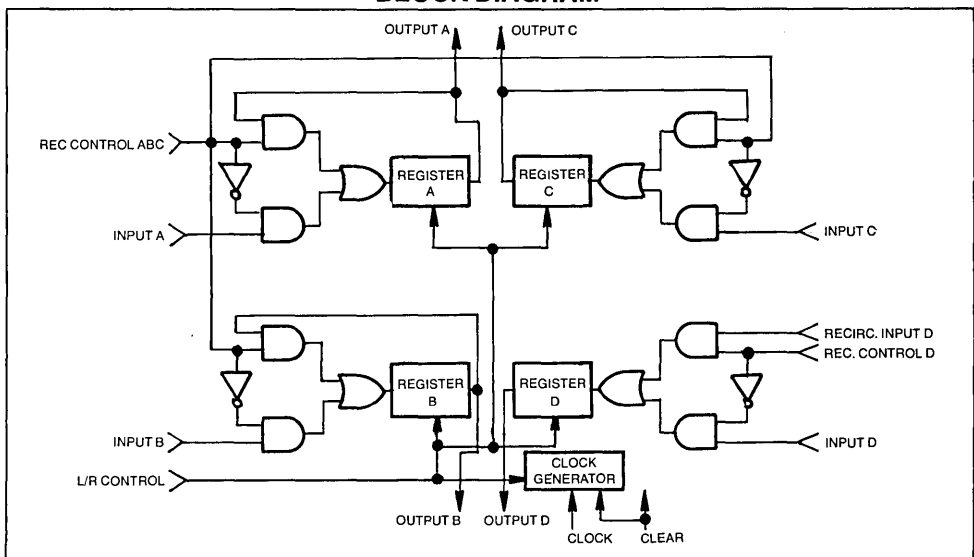 BLOCK DIAGRAM
OUTPUT A
OUTPUT C
REC CONTROL ABC
REGISTER
A
REGISTER
C
INPUT A
INPUT C
RECIRC. INPUT D
REC. CONTROL D
REGISTER
B
REGISTER
D
INPUT B
INPUT D
L/R CONTROL
CLOCK
GENERATOR
OUTPUT B
OUTPUT D
CLOCK
CLEAR